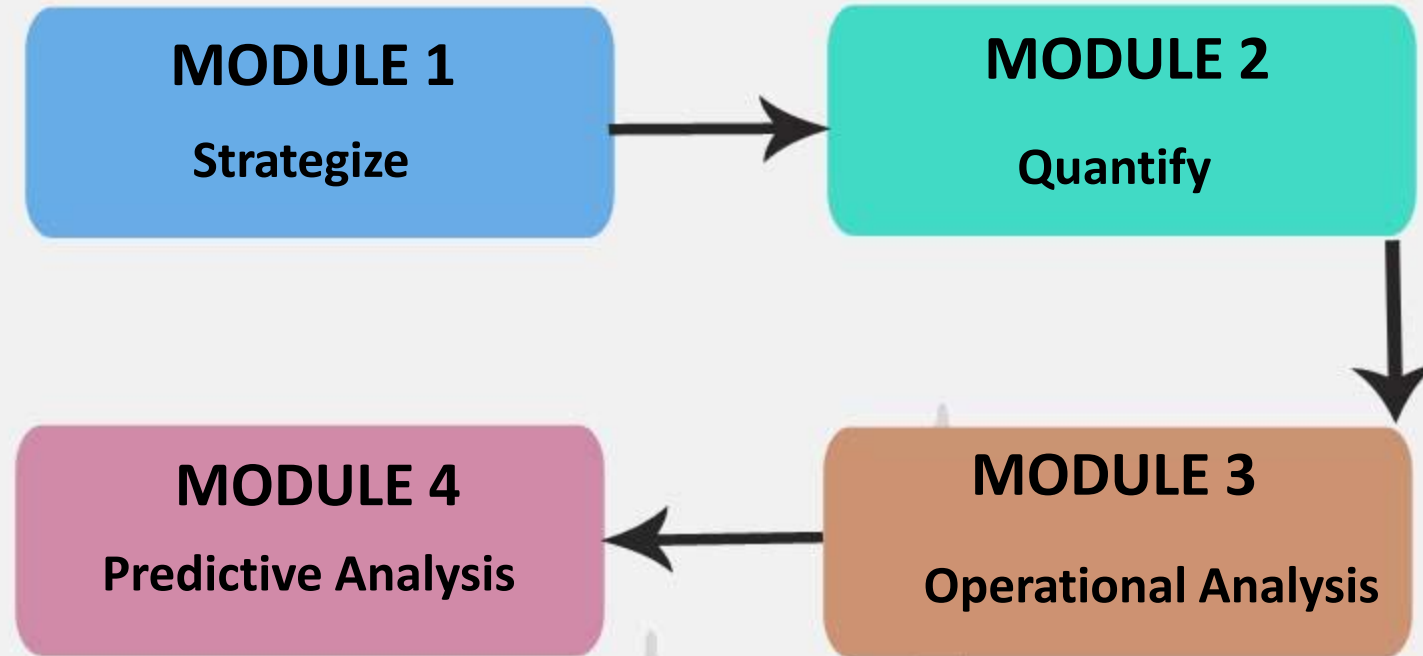 MODULE 1
Strategize
MODULE 2
Quantify
MODULE 3
Operational Analysis
MODULE 4
Predictive Analysis